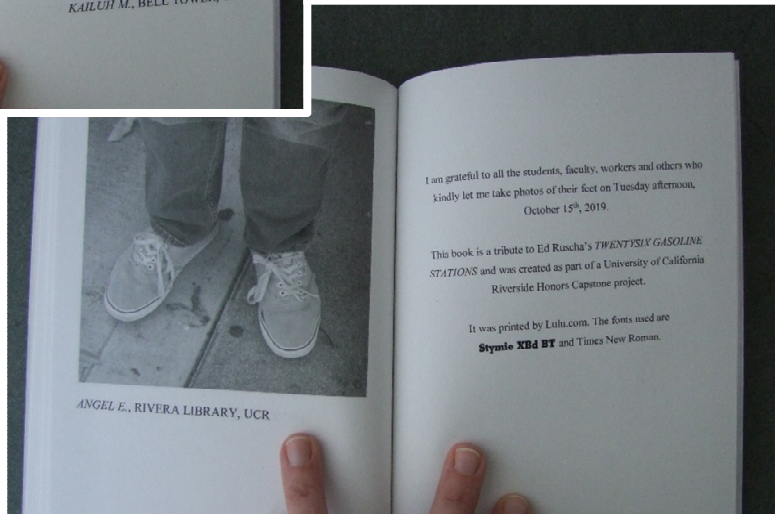 KAILUH M., BELL TOWER,
ANGEL E., RIVERA LIBRARY, UCR
I am grateful to all the students, faculty, workers and others who
kindly let me take photos of their feet on Tuesday afternoon,
October 15th, 2019.
This book is a tribute to Ed Ruscha's TWENTYSIX GASOLINE
STATIONS and was created as part of a University of California
Riverside Honors Capstone project.
It was printed by Lulu.com. The fonts used are
Stymie XBd BT and Times New Roman.